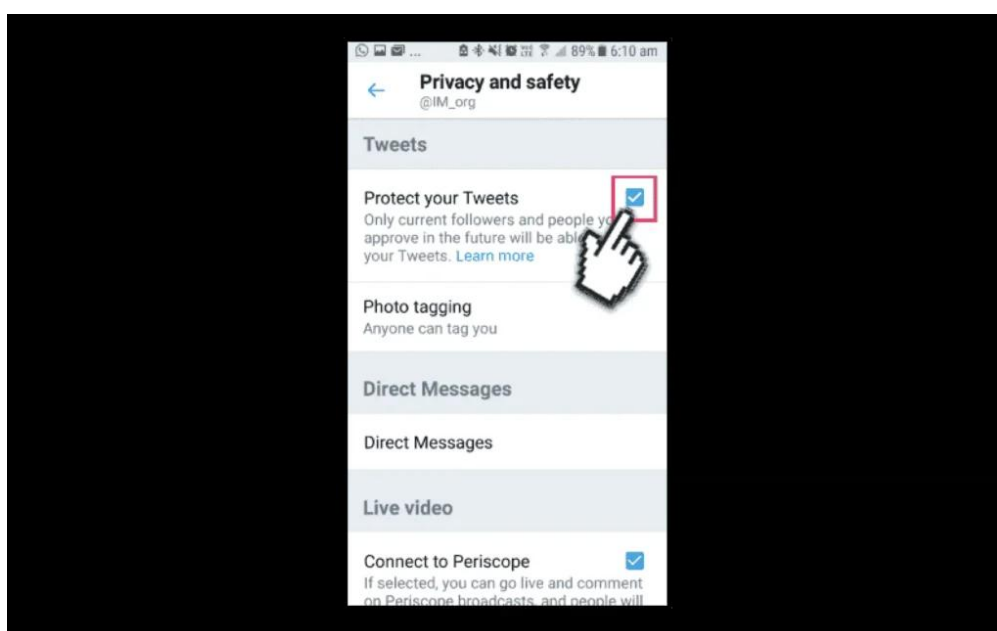 ... 89% 6:10 am
Privacy and safety
@IM_org
Tweets
Protect your Tweets
Only current followers and people
approve in the future will be
your Tweets. Learn more
Photo tagging
Anyone can tag you
Direct Messages
Direct Messages
Live video
Connect to Periscope
If selected, you can go live and comment
on Periscope broadcasts, and people will